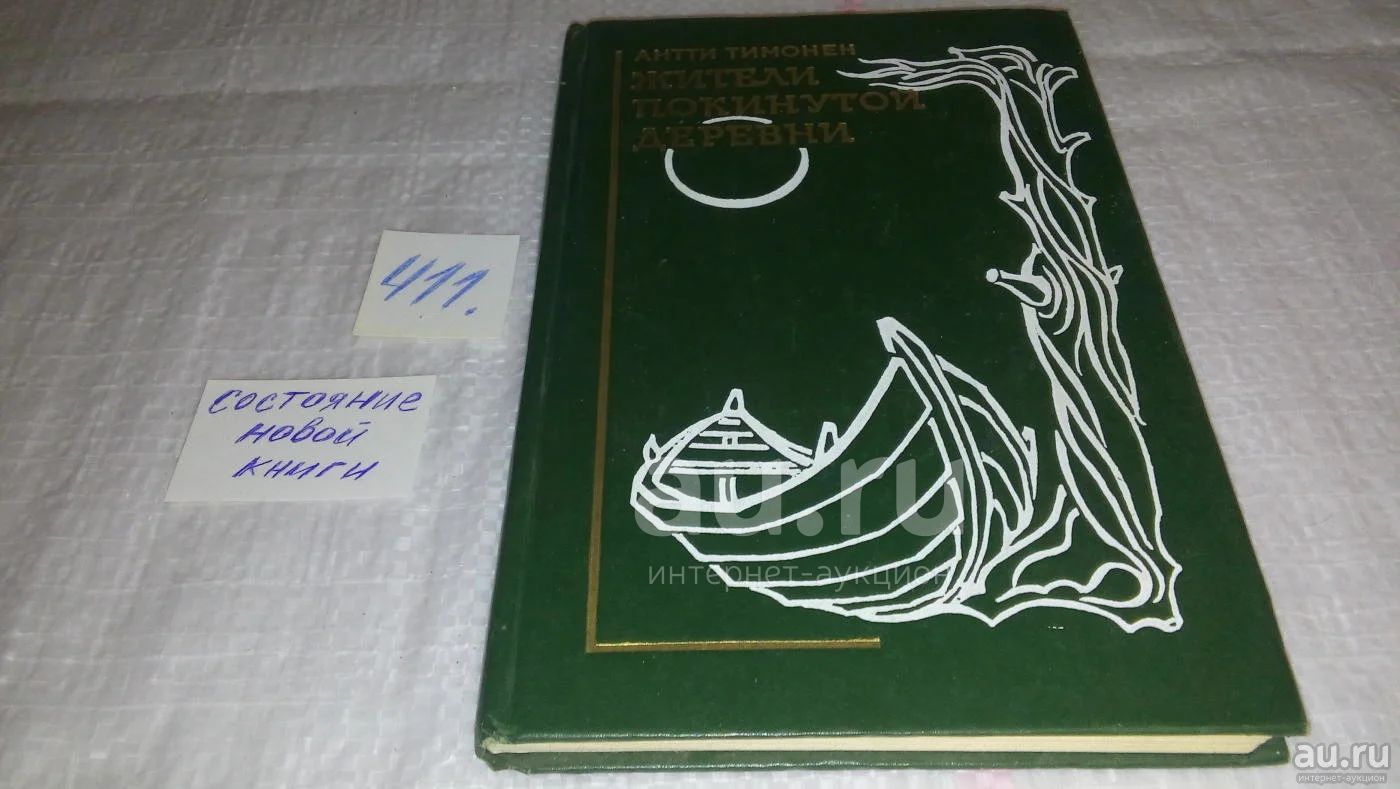 АНТТИ ТИМОНЕН
ЖИТЕЛИ
ПОКИНУТОЙ
ДЕРЕВНИ
411.
СОСТОЯНИЕ
НОВОЙ
КНИГИ
au.ru
интернет-аукцион
au.ru
интернет-аукцион